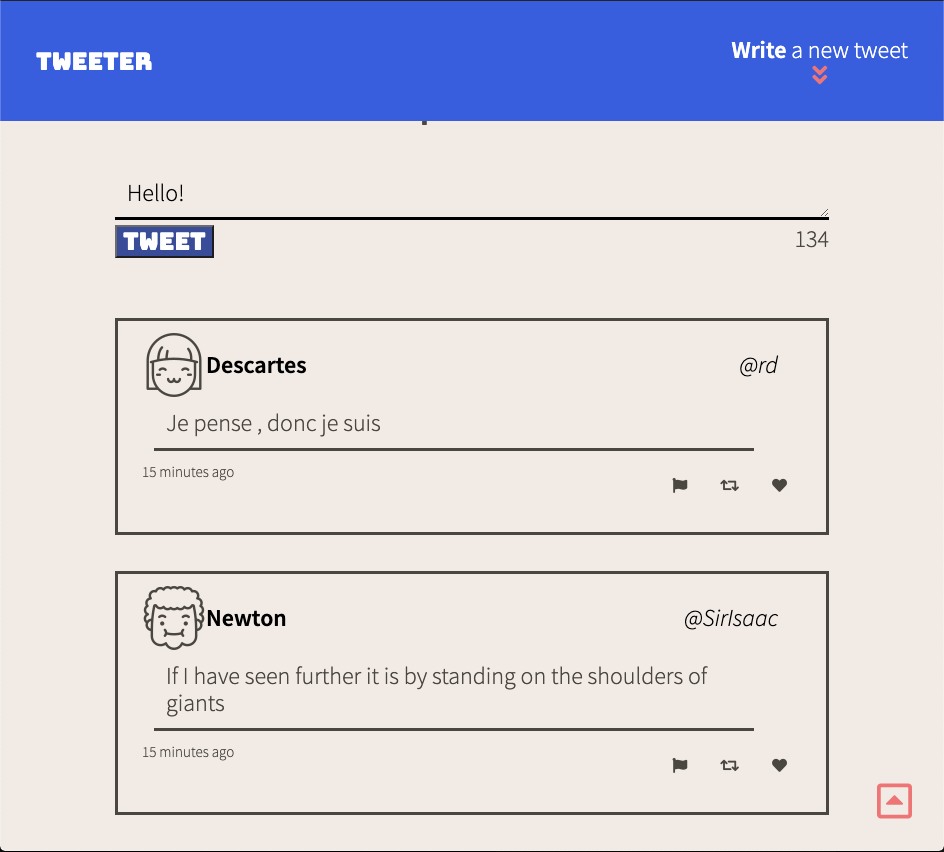 TWEETER
Write a new tweet
Hello!
TWEET
134
Descartes
@rd
Je pense , donc je suis
15 minutes ago
Newton
@SirIsaac
If I have seen further it is by standing on the shoulders of
giants
15 minutes ago